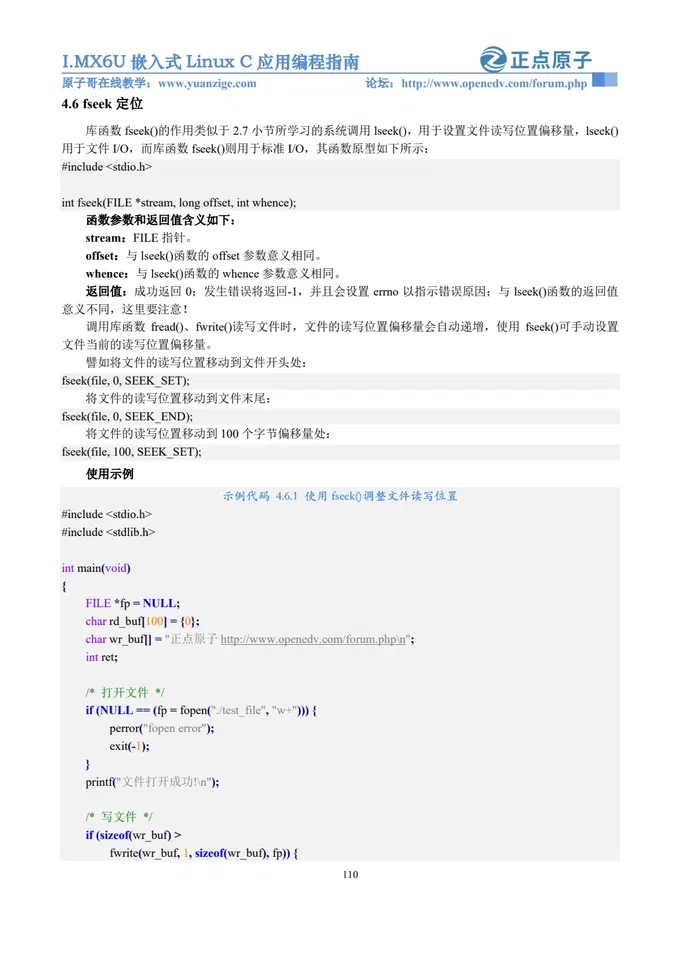 I.MX6U 嵌入式 Linux C 应用编程指南
正点原子
原子哥在线教学：www.yuanzige.com 论坛：http://www.openedv.com/forum.php
4.6 fseek 定位
库函数 fseek()的作用类似于 2.7 小节所学习的系统调用 lseek()，用于设置文件读写位置偏移量，lseek()
用于文件 I/O，而库函数 fseek()则用于标准 I/O，其函数原型如下所示：
#include <stdio.h>
int fseek(FILE *stream, long offset, int whence);
函数参数和返回值含义如下：
stream：FILE 指针。
offset：与 lseek()函数的 offset 参数意义相同。
whence：与 lseek()函数的 whence 参数意义相同。
返回值：成功返回 0；发生错误将返回-1，并且会设置 errno 以指示错误原因；与 lseek()函数的返回值
意义不同，这里要注意！
调用库函数 fread()、fwrite()读写文件时，文件的读写位置偏移量会自动递增，使用 fseek()可手动设置
文件当前的读写位置偏移量。
譬如将文件的读写位置移动到文件开头处：
fseek(file, 0, SEEK_SET);
将文件的读写位置移动到文件末尾：
fseek(file, 0, SEEK_END);
将文件的读写位置移动到 100 个字节偏移量处：
fseek(file, 100, SEEK_SET);
使用示例
示例代码 4.6.1 使用 fseek()调整文件读写位置
#include <stdio.h>
#include <stdlib.h>
int main(void)
{
FILE *fp = NULL;
char rd_buf[100] = {0};
char wr_buf[] = "正点原子 http://www.openedv.com/forum.php\n";
int ret;
/* 打开文件 */
if (NULL == (fp = fopen("./test_file", "w+"))) {
perror("fopen error");
exit(-1);
}
printf("文件打开成功!\n");
/* 写文件 */
if (sizeof(wr_buf) >
fwrite(wr_buf, 1, sizeof(wr_buf), fp)) {
110